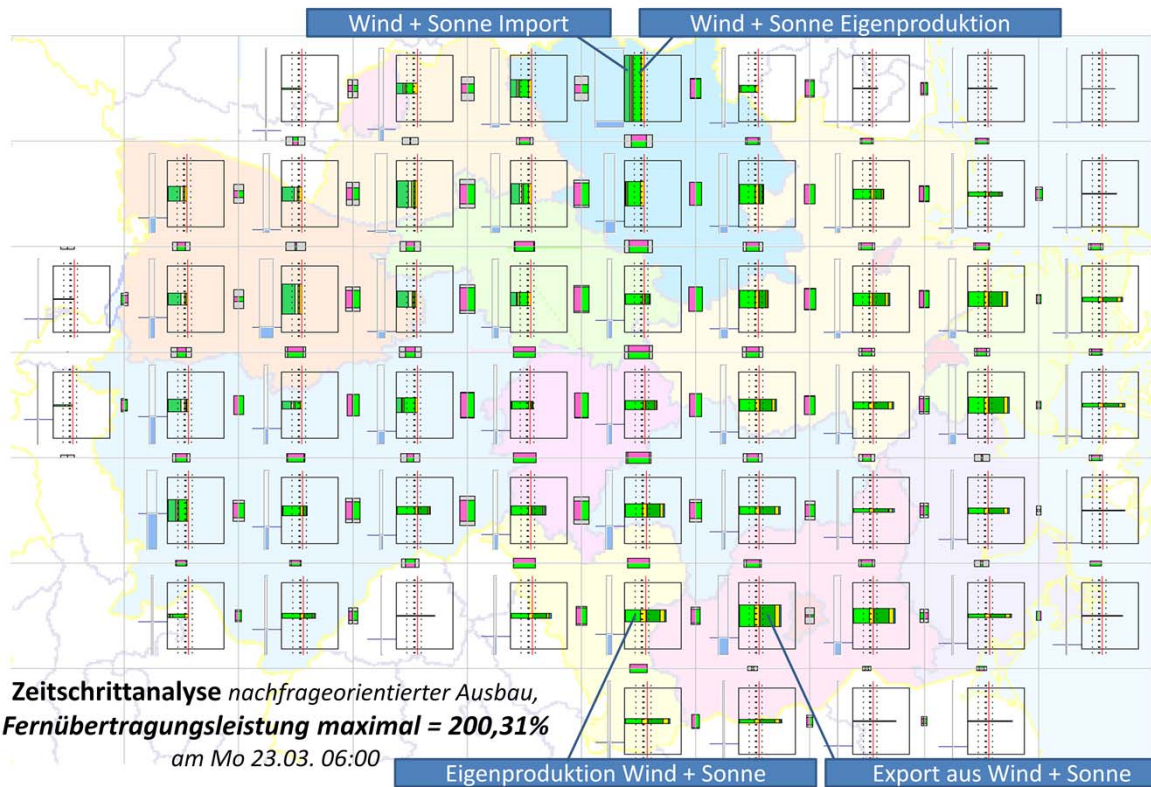 Wind + Sonne Import
Wind + Sonne Eigenproduktion
Zeitschrittanalyse nachfrageorientierter Ausbau,
Fernübertragungsleistung maximal = 200,31%
am Mo 23.03. 06:00
Eigenproduktion Wind + Sonne
Export aus Wind + Sonne